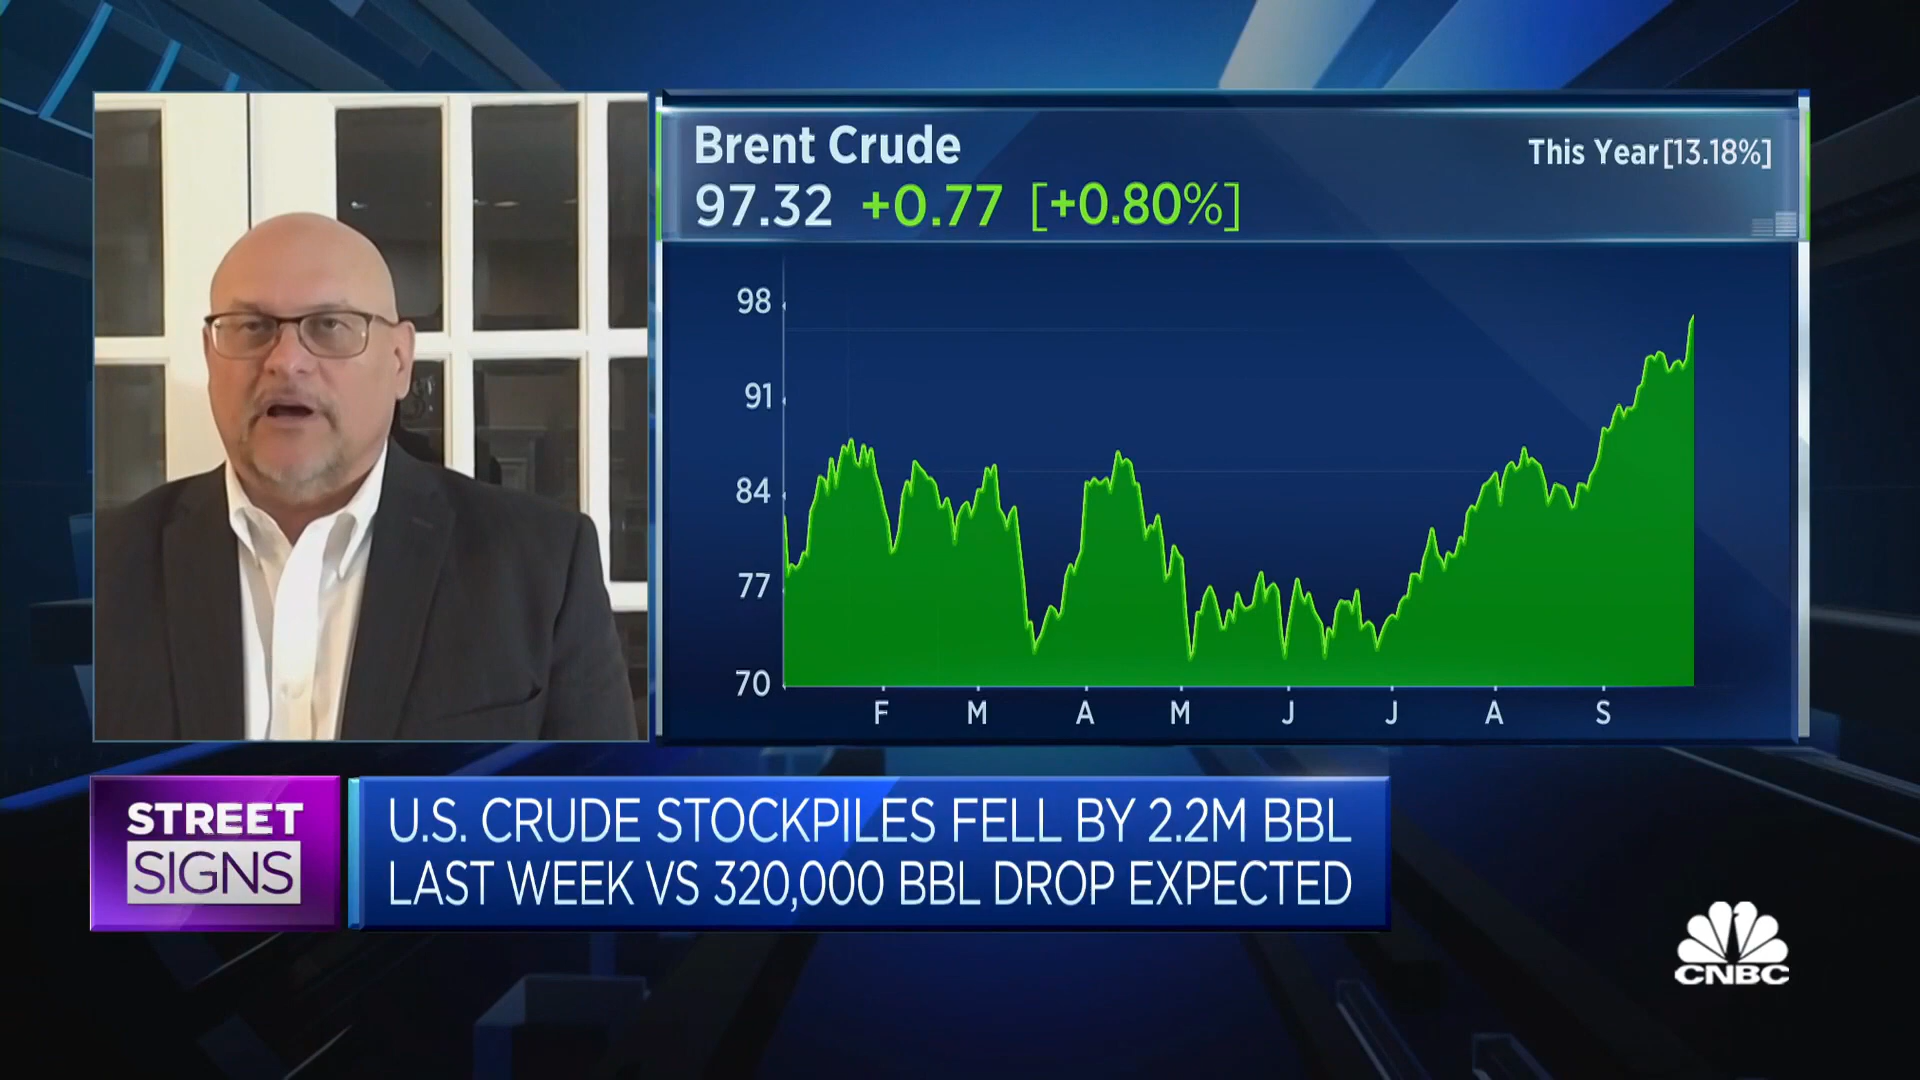 Brent Crude
This Year[13.18%]
97.32 +0.77 [+0.80%]
98
91
84
77
70
F M A M J J A S
STREET
SIGNS
U.S. CRUDE STOCKPILES FELL BY 2.2M BBL
LAST WEEK VS 320,000 BBL DROP EXPECTED
CNBC